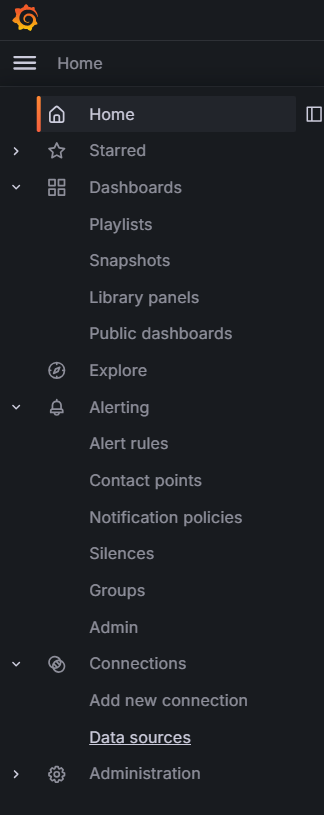 Home
Home
Starred
Dashboards
Playlists
Snapshots
Library panels
Public dashboards
Explore
Alerting
Alert rules
Contact points
Notification policies
Silences
Groups
Admin
Connections
Add new connection
Data sources
Administration